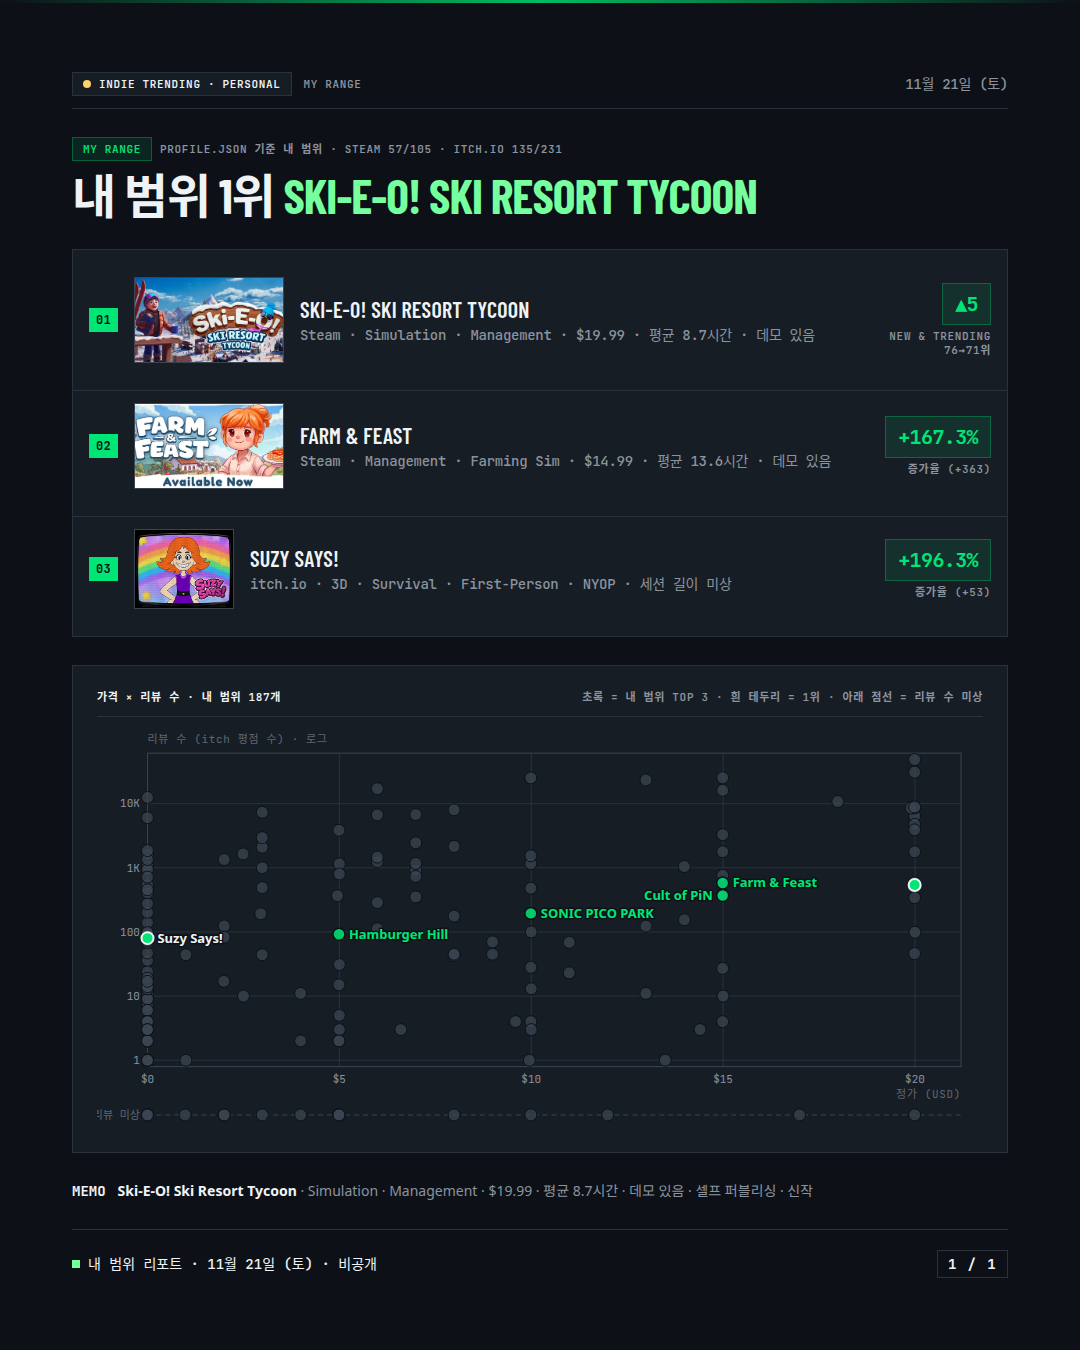 INDIE TRENDING · PERSONAL MY RANGE 11월 21일 (토)
MY RANGE PROFILE.JSON 기준 내 범위 · STEAM 57/105 · ITCH.IO 135/231
내 범위 1위 SKI-E-O! SKI RESORT TYCOON
01
Ski-E-O!
SKI RESORT
TYCOON
SKI-E-O! SKI RESORT TYCOON
Steam · Simulation · Management · $19.99 · 평균 8.7시간 · 데모 있음
▲5
NEW & TRENDING
76→71위
02
FARM
&
FEAST
Available Now
FARM & FEAST
Steam · Management · Farming Sim · $14.99 · 평균 13.6시간 · 데모 있음
+167.3%
증가율 (+363)
03
SUZY
SAYS!
SUZY SAYS!
itch.io · 3D · Survival · First-Person · NYOP · 세션 길이 미상
+196.3%
증가율 (+53)
가격 × 리뷰 수 · 내 범위 187개 초록 = 내 범위 TOP 3 · 흰 테두리 = 1위 · 아래 점선 = 리뷰 수 미상
리뷰 수 (itch 평점 수) · 로그
10K
1K
Farm & Feast
Cult of PiN
SONIC PICO PARK
100
Suzy Says!
Hamburger Hill
10
1
$0 $5 $10 $15 $20
정가 (USD)
리뷰 미상
MEMO Ski-E-O! Ski Resort Tycoon · Simulation · Management · $19.99 · 평균 8.7시간 · 데모 있음 · 셀프 퍼블리싱 · 신작
내 범위 리포트 · 11월 21일 (토) · 비공개 1 / 1